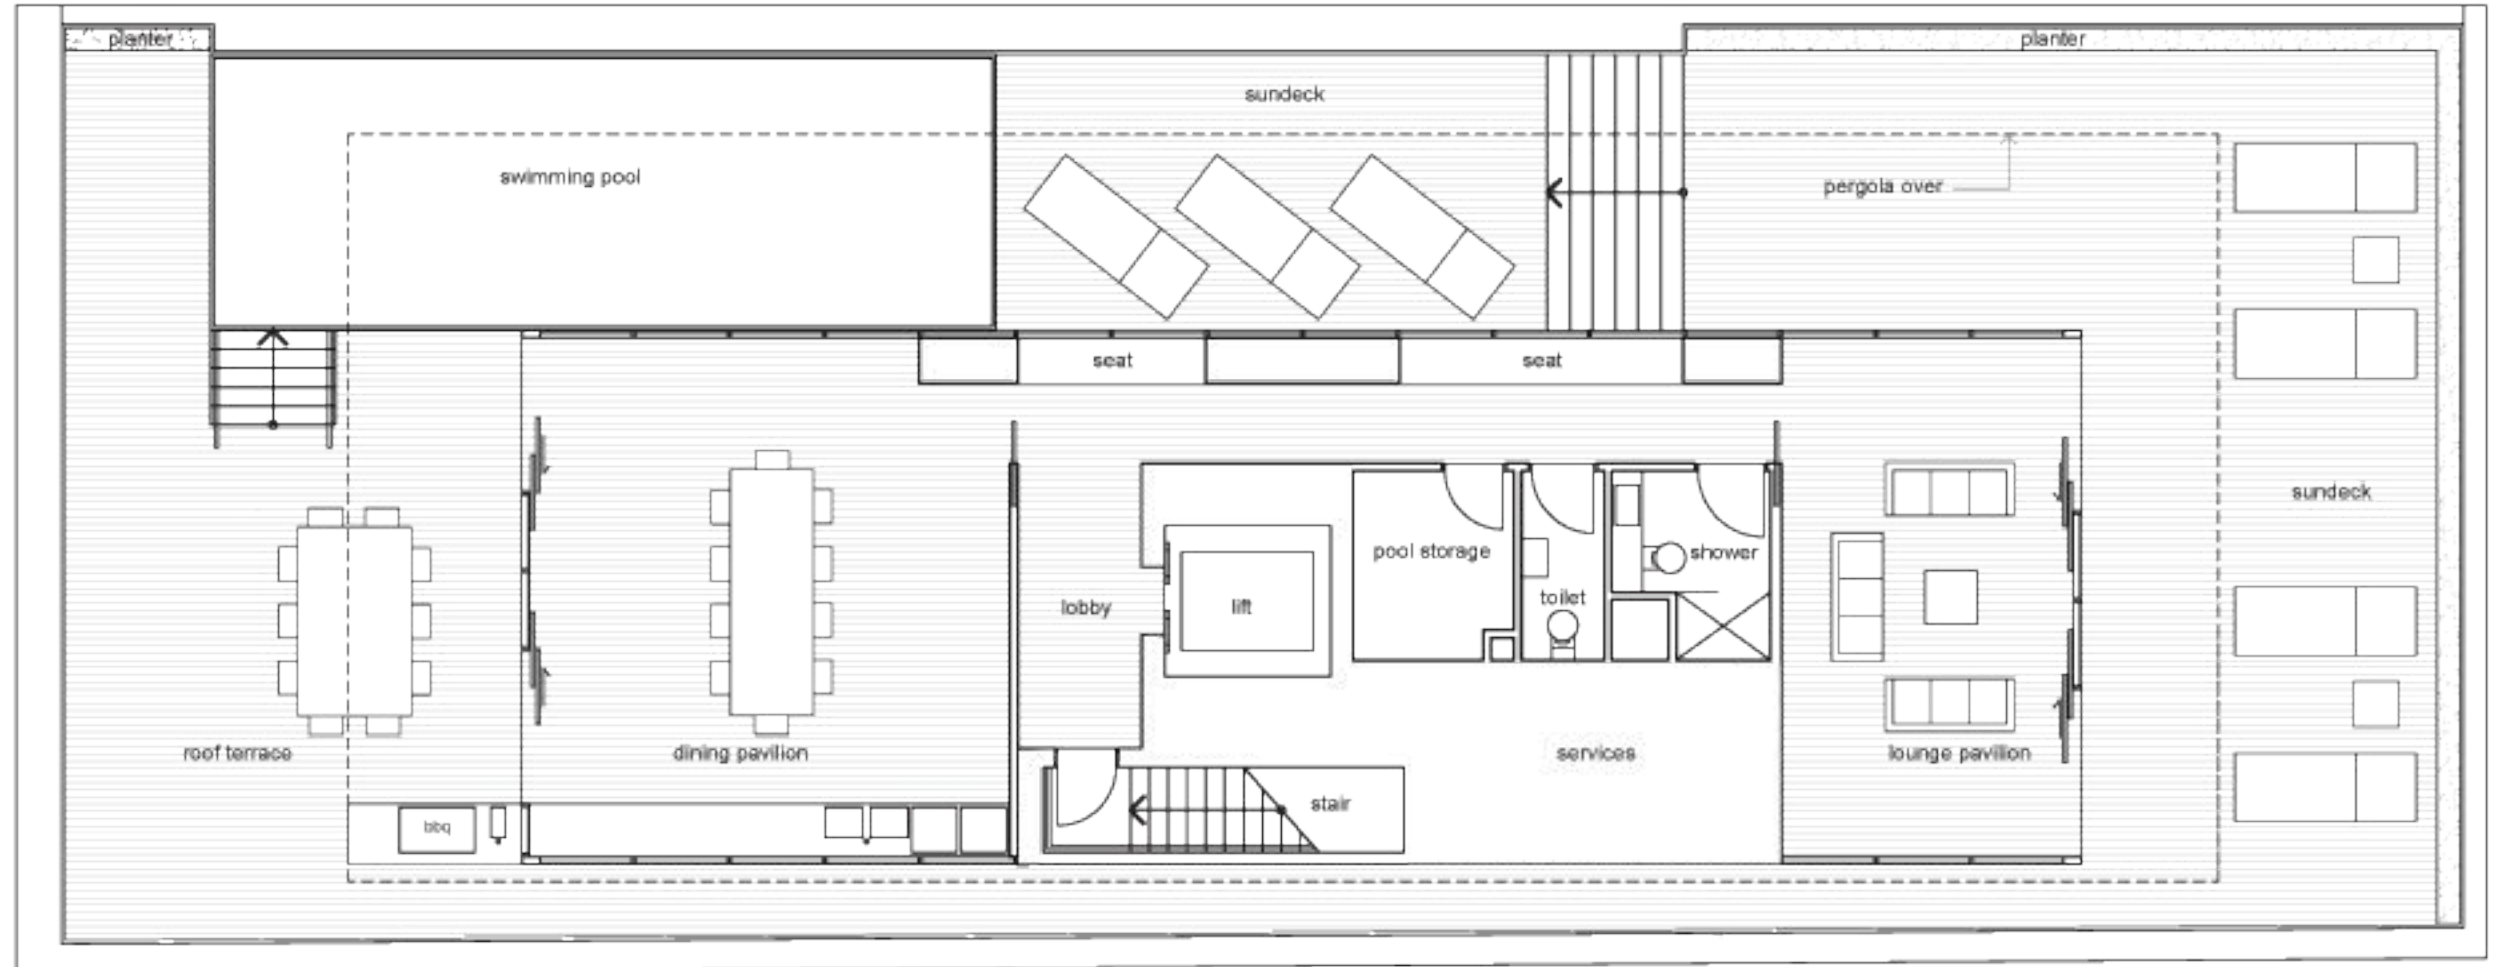 planter
planter
sundeck
swimming pool
pergola over
seat
seat
sundeck
pool storage
shower
toilet
lobby
lift
roof terrace
dining pavilion
services
lounge pavilion
stair
bbq